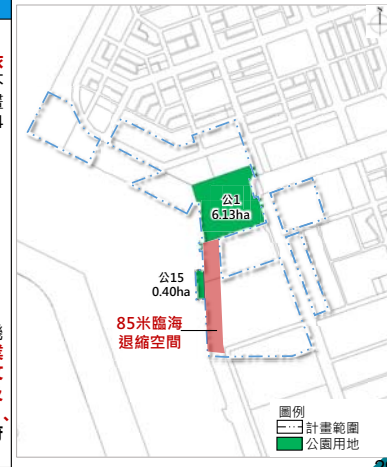 公1
6.13ha
公15
0.40ha
85米臨海
退縮空間
圖例
計畫範圍
公園用地